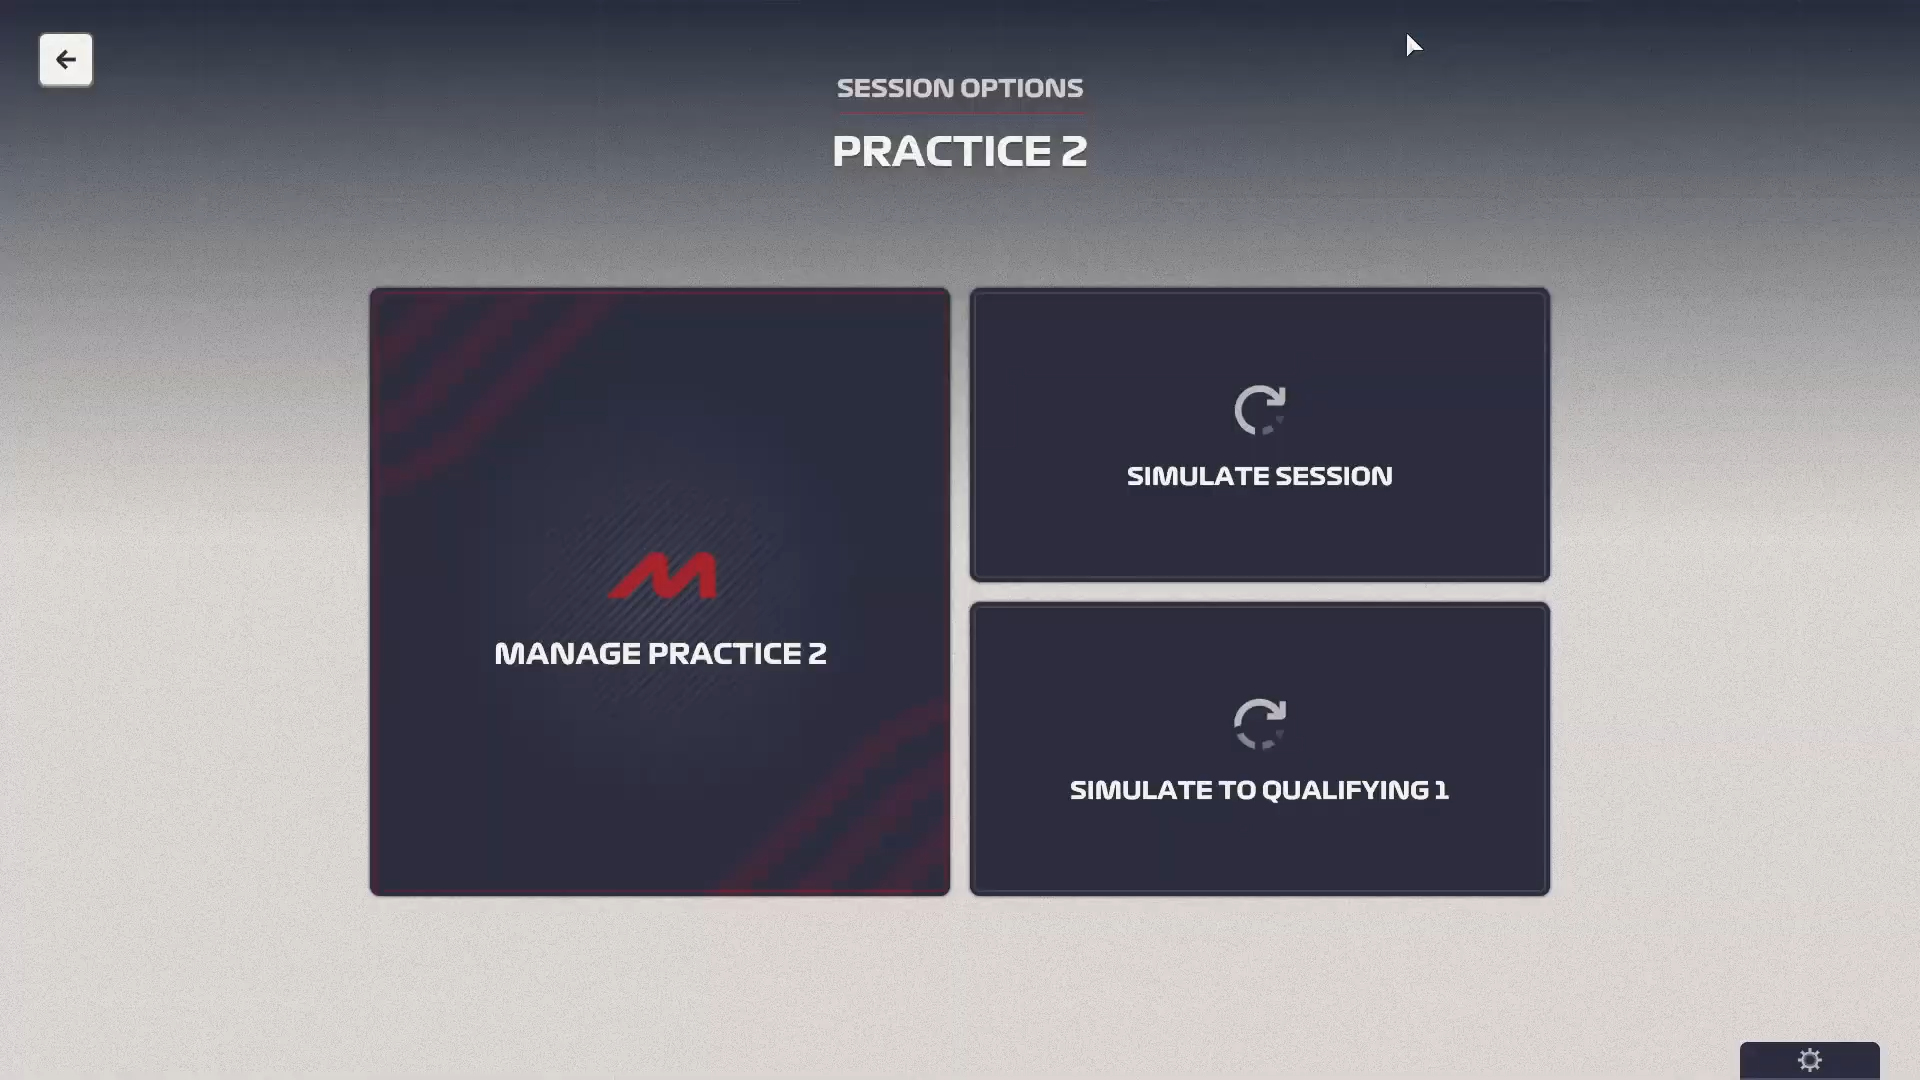 SESSION OPTIONS
PRACTICE 2
MANAGE PRACTICE 2
SIMULATE SESSION
SIMULATE TO QUALIFYING 1